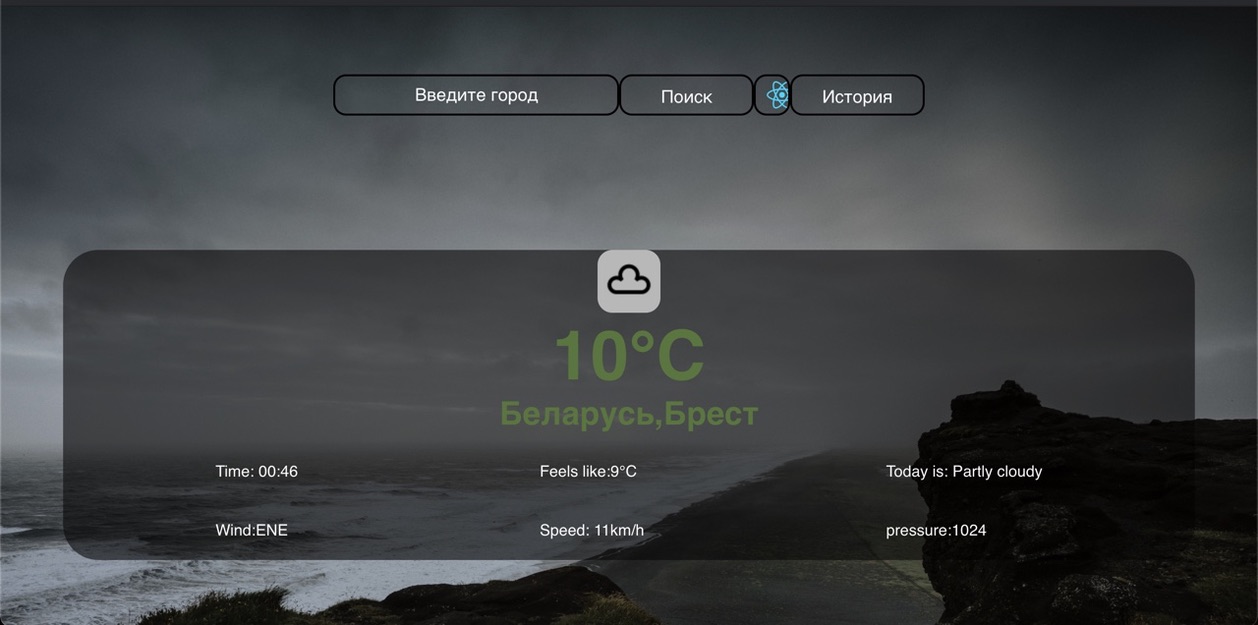 Введите город Поиск История
10°C
Беларусь,Брест
Time: 00:46 Feels like:9°C Today is: Partly cloudy
Wind:ENE Speed: 11km/h pressure:1024